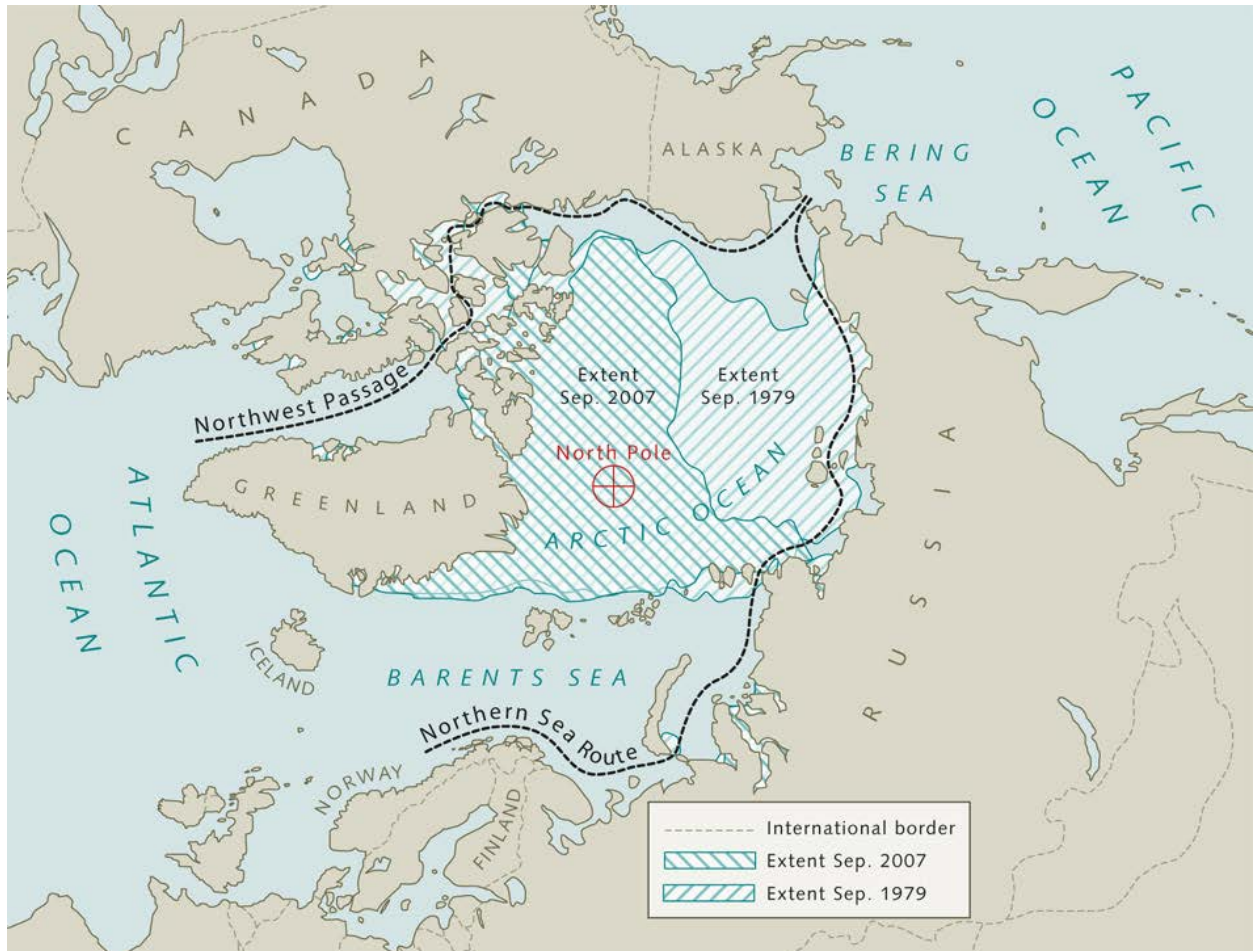 CANADA
ALASKA
BERING
SEA
PACIFIC
OCEAN
Extent
Sep. 2007
Extent
Sep. 1979
Northwest Passage
North Pole
GREENLAND
ARCTIC OCEAN
ATLANTIC
OCEAN
RUSSIA
ICELAND
BARENTS SEA
Northern Sea Route
NORWAY
FINLAND
International border
Extent Sep. 2007
Extent Sep. 1979